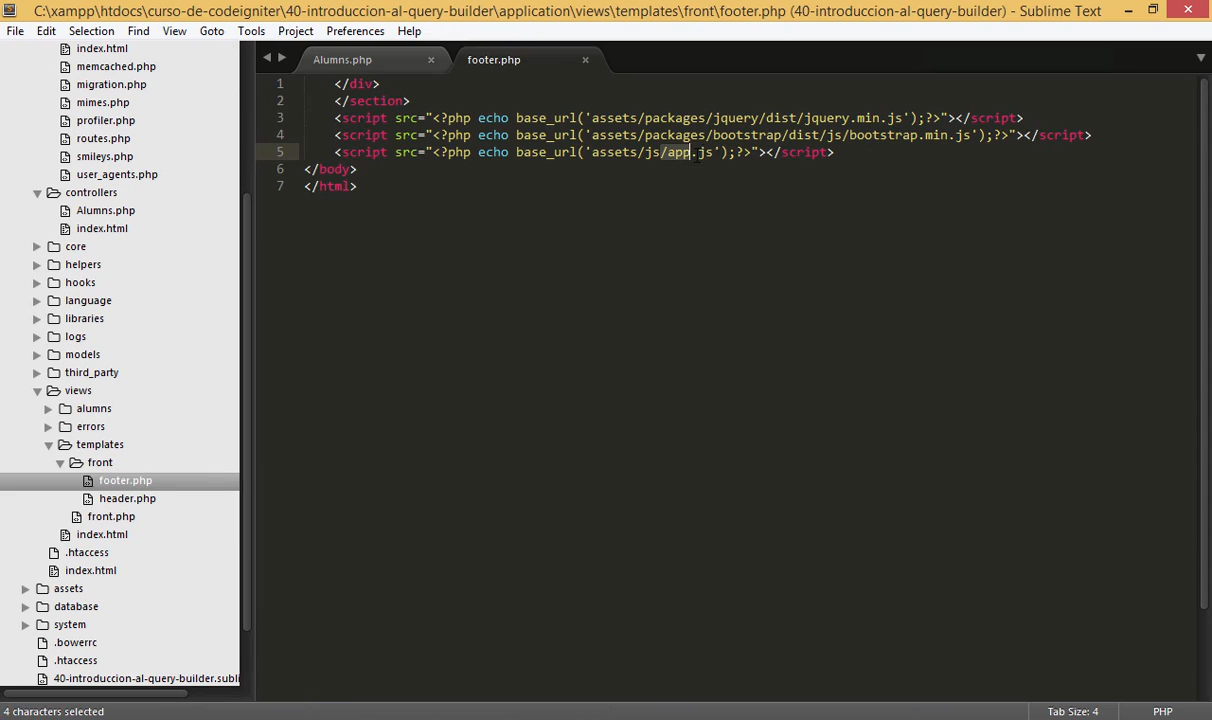 C:\xampp\htdocs\curso-de-codeigniter\40-introduccion-al-query-builder\application\views\templates\front\footer.php (40-introduccion-al-query-builder) - Sublime Text
File Edit Selection Find View Goto Tools Project Preferences Help
index.html
memcached.php
migration.php
mimes.php
profiler.php
routes.php
smileys.php
user_agents.php
controllers
Alumns.php
index.html
core
helpers
hooks
language
libraries
logs
models
third_party
views
alumns
errors
templates
front
footer.php
header.php
front.php
index.html
.htaccess
index.html
assets
database
system
.bowerrc
.htaccess
40-introduccion-al-query-builder.subli
Alumns.php
footer.php
1 </div>
2 </section>
3 <script src="<?php echo base_url('assets/packages/jquery/dist/jquery.min.js');?>"></script>
4 <script src="<?php echo base_url('assets/packages/bootstrap/dist/js/bootstrap.min.js');?>"></script>
5 <script src="<?php echo base_url('assets/js/app.js');?>"></script>
6 </body>
7 </html>
4 characters selected
Tab Size: 4
PHP